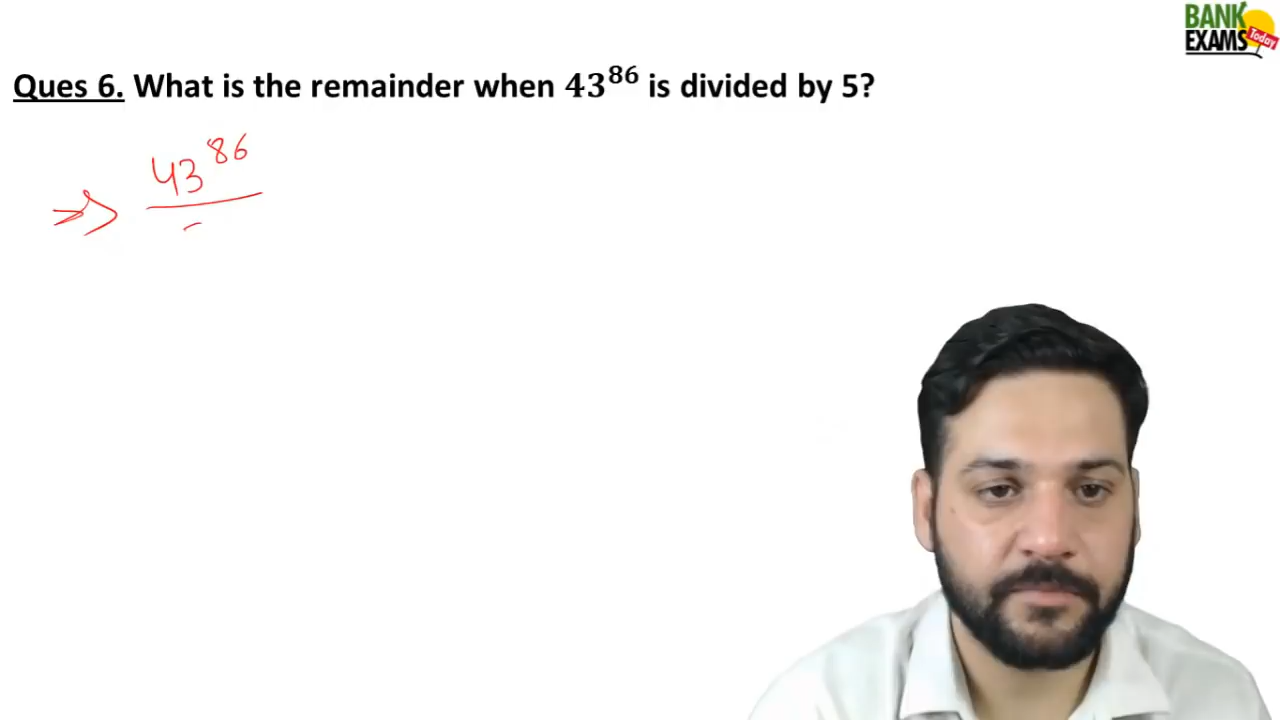 BANK
EXAMS Today
Ques 6. What is the remainder when 43^86 is divided by 5?
⇒ 43^86